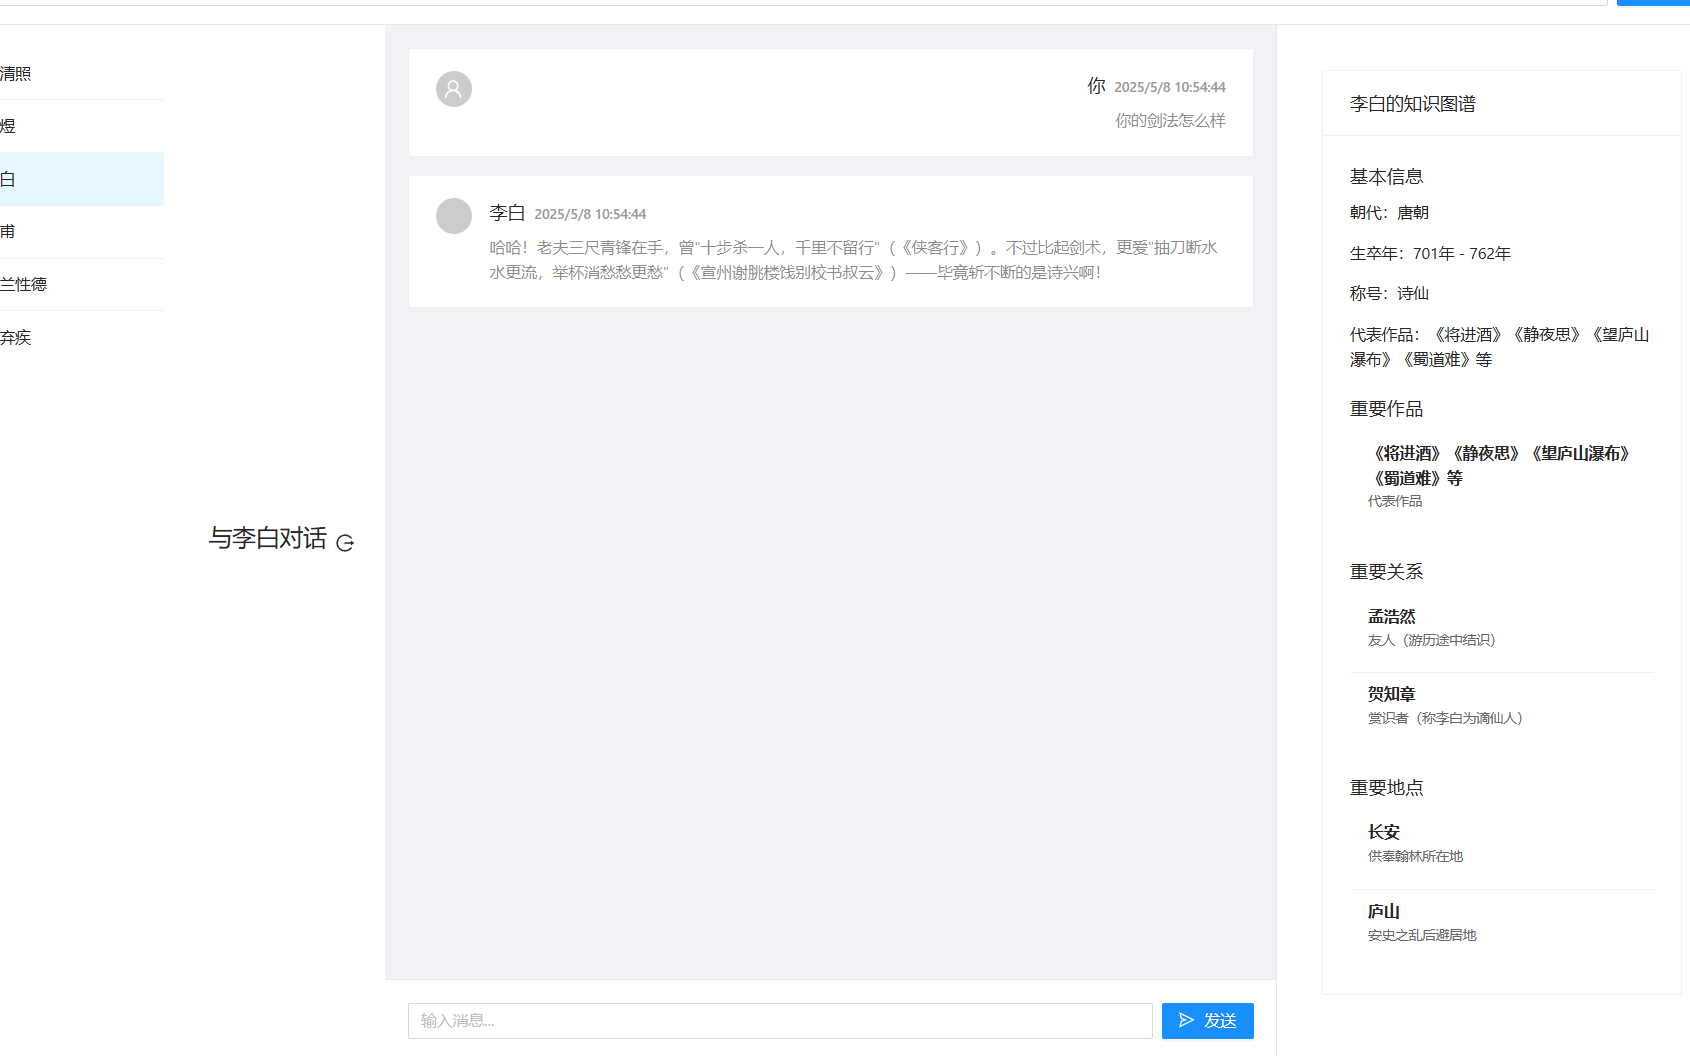 清照
煜
白
甫
兰性德
弃疾
与李白对话
你 2025/5/8 10:54:44
你的剑法怎么样
李白 2025/5/8 10:54:44
哈哈！老夫三尺青锋在手，曾"十步杀一人，千里不留行"（《侠客行》）。不过比起剑术，更爱"抽刀断水
水更流，举杯消愁愁更愁"（《宣州谢朓楼饯别校书叔云》）——毕竟斩不断的是诗兴啊！
输入消息...
发送
李白的知识图谱
基本信息
朝代：唐朝
生卒年：701年 - 762年
称号：诗仙
代表作品：《将进酒》《静夜思》《望庐山
瀑布》《蜀道难》等
重要作品
《将进酒》《静夜思》《望庐山瀑布》
《蜀道难》等
代表作品
重要关系
孟浩然
友人（游历途中结识）
贺知章
赏识者（称李白为谪仙人）
重要地点
长安
供奉翰林所在地
庐山
安史之乱后避居地